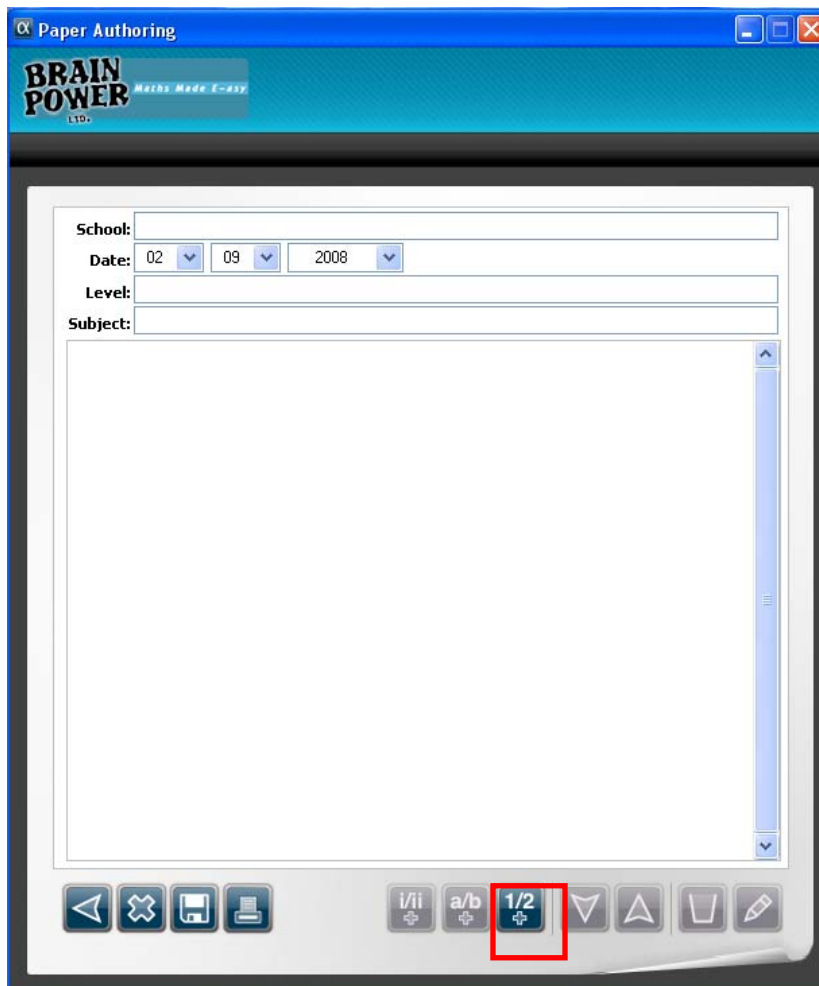 α Paper Authoring
BRAIN
POWER
LTD.
Maths Made E-asy
School:
Date: 02 09 2008
Level:
Subject:
i/ii a/b 1/2